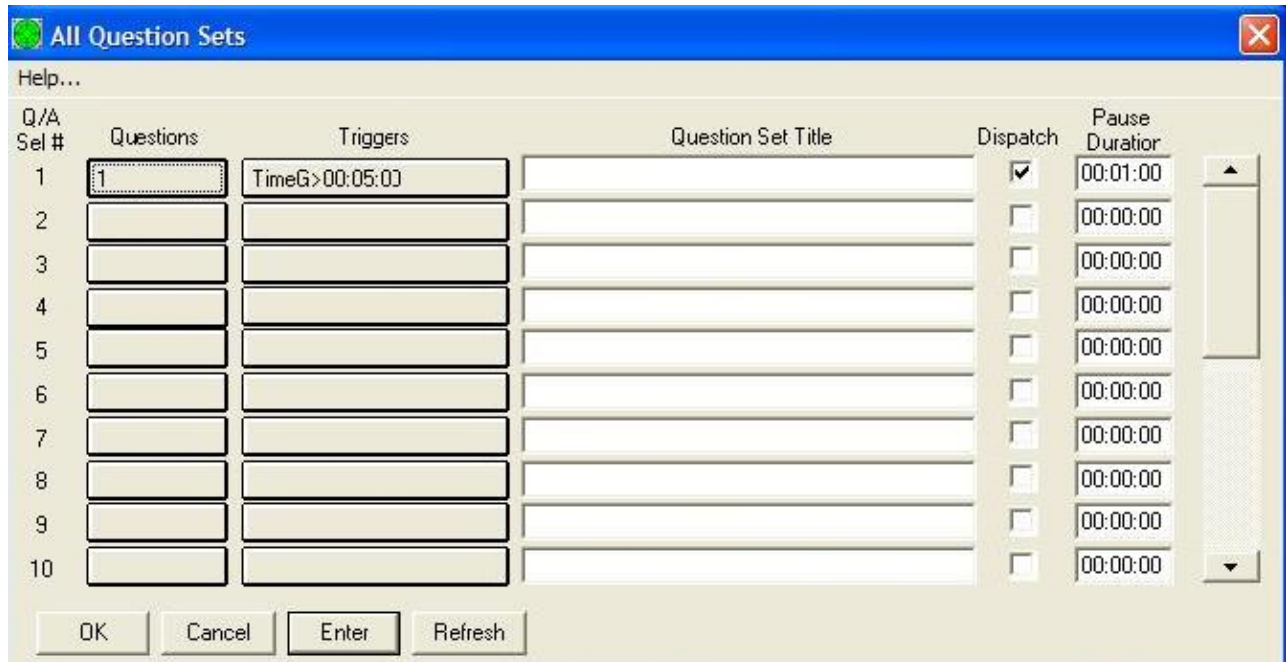 All Question Sets
Help...
Q/A Sel # Questions Triggers Question Set Title Dispatch Pause Duration
1 1 TimeG>00:05:00 00:01:00
2 00:00:00
3 00:00:00
4 00:00:00
5 00:00:00
6 00:00:00
7 00:00:00
8 00:00:00
9 00:00:00
10 00:00:00
OK Cancel Enter Refresh